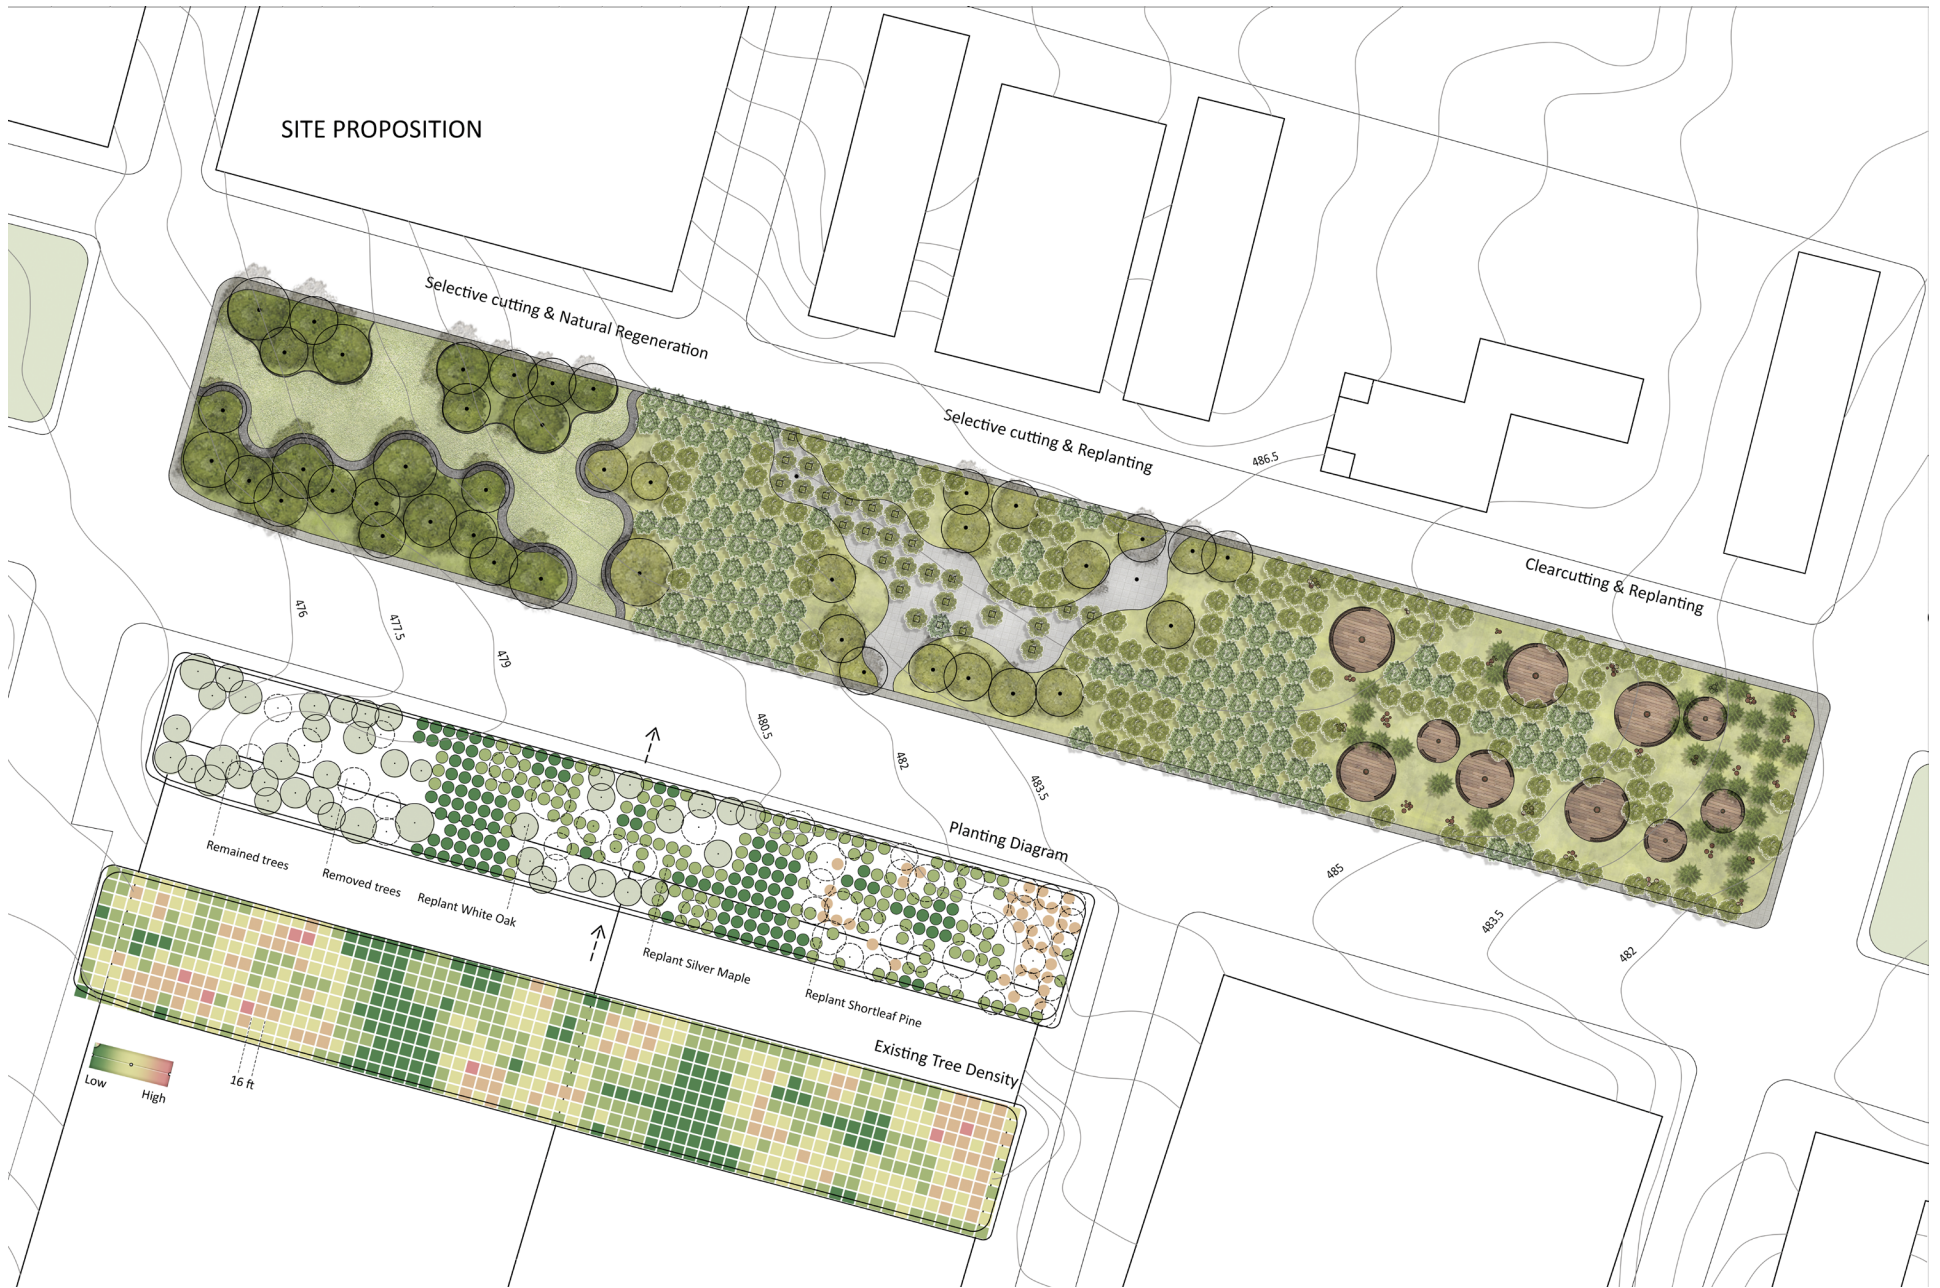 SITE PROPOSITION
Selective cutting & Natural Regeneration
Selective cutting & Replanting
486.5
Clearcutting & Replanting
476
477.5
479
480.5
482
483.5
485
483.5
482
Planting Diagram
Remained trees
Removed trees
Replant White Oak
Replant Silver Maple
Replant Shortleaf Pine
Existing Tree Density
Low
High
16 ft